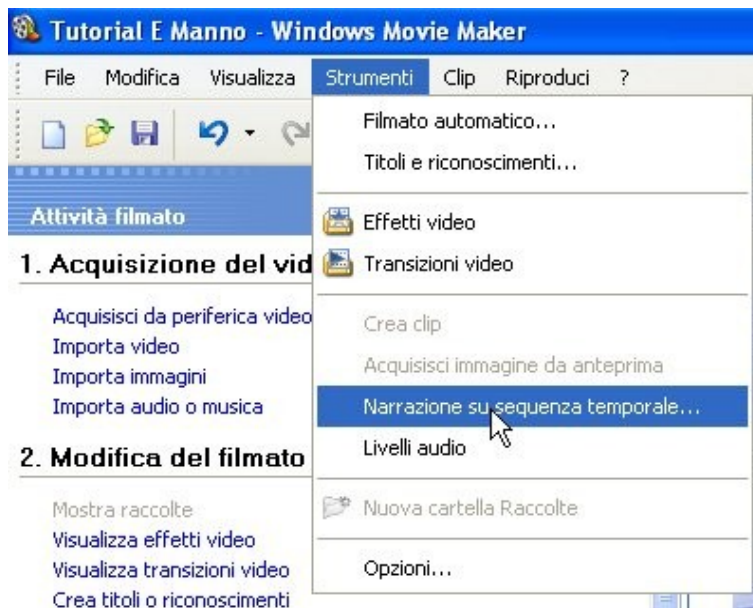 Tutorial E Manno - Windows Movie Maker
File Modifica Visualizza Strumenti Clip Riproduci ?
Filmato automatico...
Titoli e riconoscimenti...
Attività filmato
Effetti video
Transizioni video
1. Acquisizione del vid
Acquisisci da periferica video
Importa video
Importa immagini
Importa audio o musica
Crea clip
Acquisisci immagine da anteprima
Narrazione su sequenza temporale...
Livelli audio
2. Modifica del filmato
Mostra raccolte
Visualizza effetti video
Visualizza transizioni video
Crea titoli o riconoscimenti
Nuova cartella Raccolte
Opzioni...